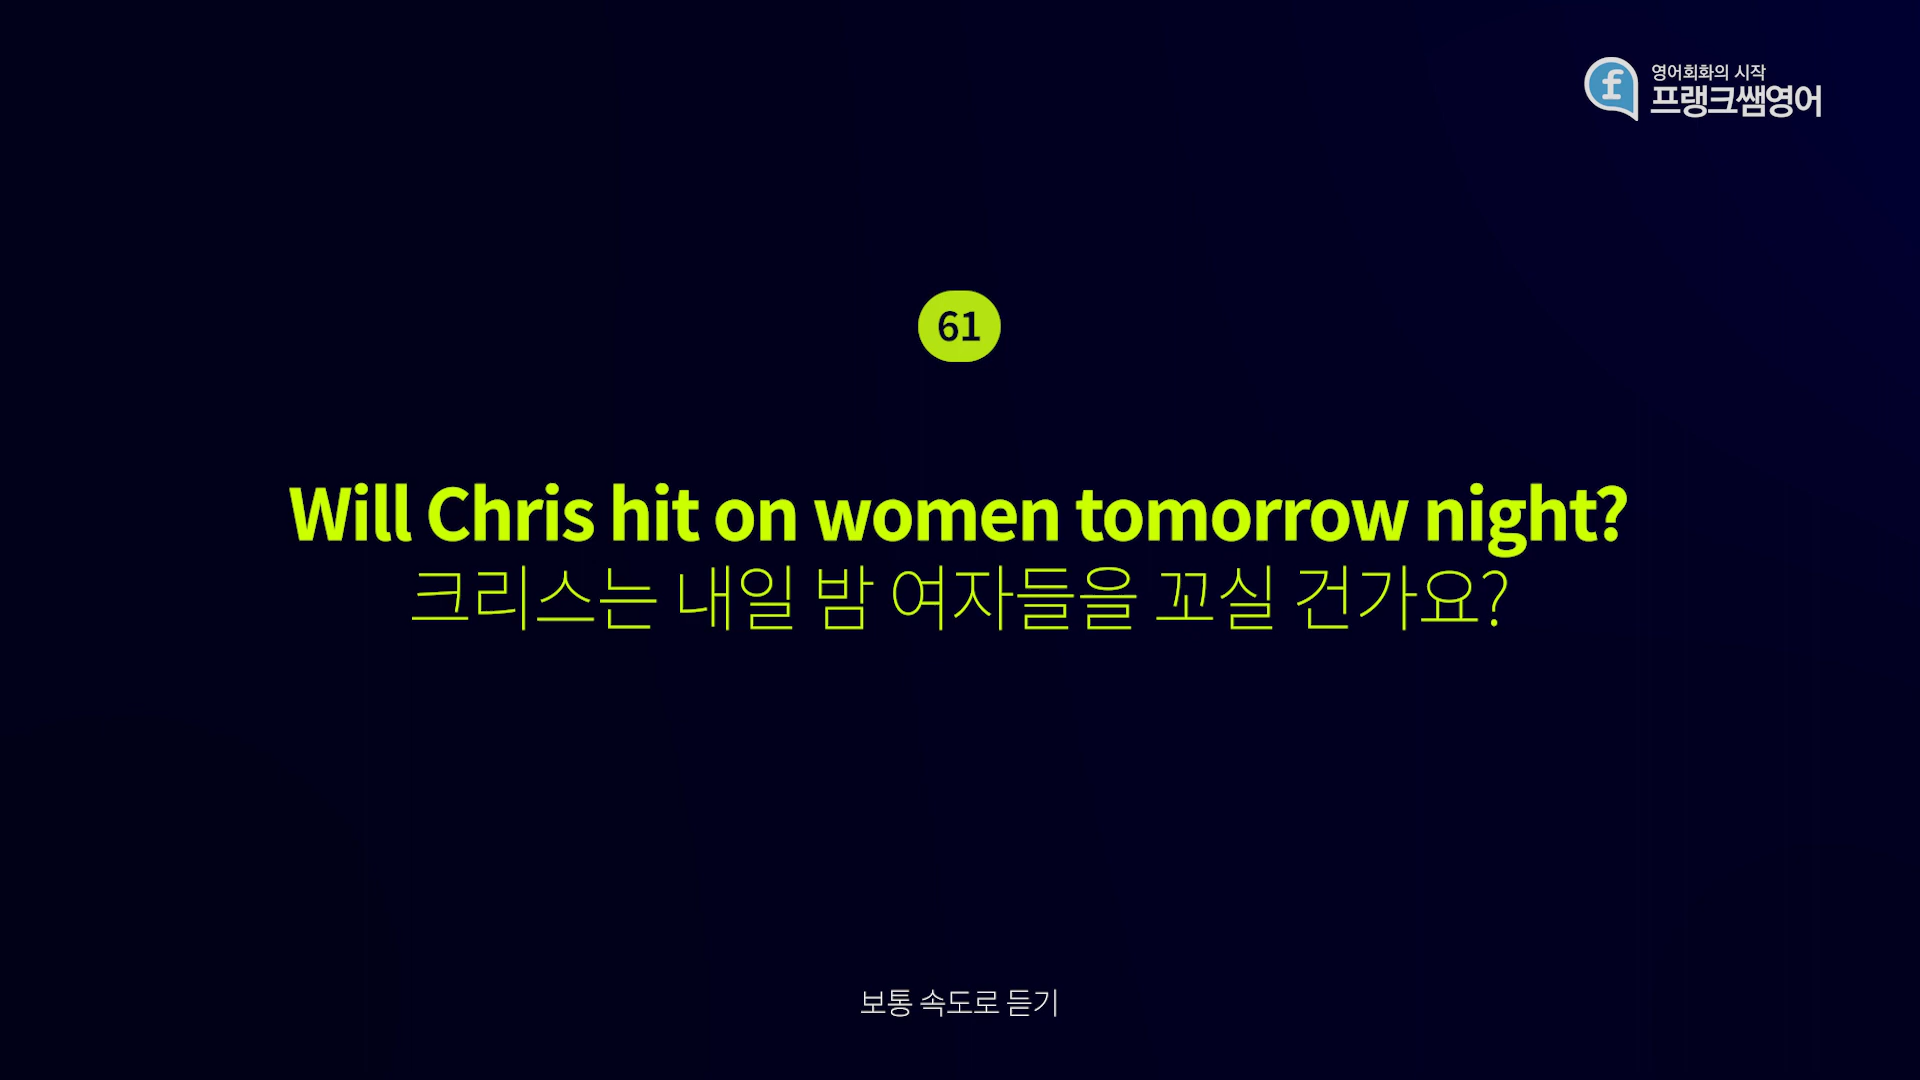 영어회화의 시작
프랭크쌤영어
61
Will Chris hit on women tomorrow night?
크리스는 내일 밤 여자들을 꼬실 건가요?
보통 속도로 듣기